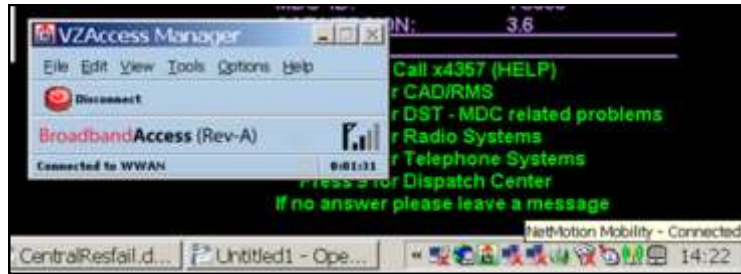 VZAccess Manager
File Edit View Tools Options Help
Disconnect
BroadbandAccess (Rev-A)
Connected to WWAN 0:01:31
3.6
Call x4357 (HELP)
r CAD/RMS
r DST - MDC related problems
r Radio Systems
r Telephone Systems
Press 9 for Dispatch Center
If no answer please leave a message
NetMotion Mobility - Connected
CentralResfail.d... Untitled1 - Ope... 14:22